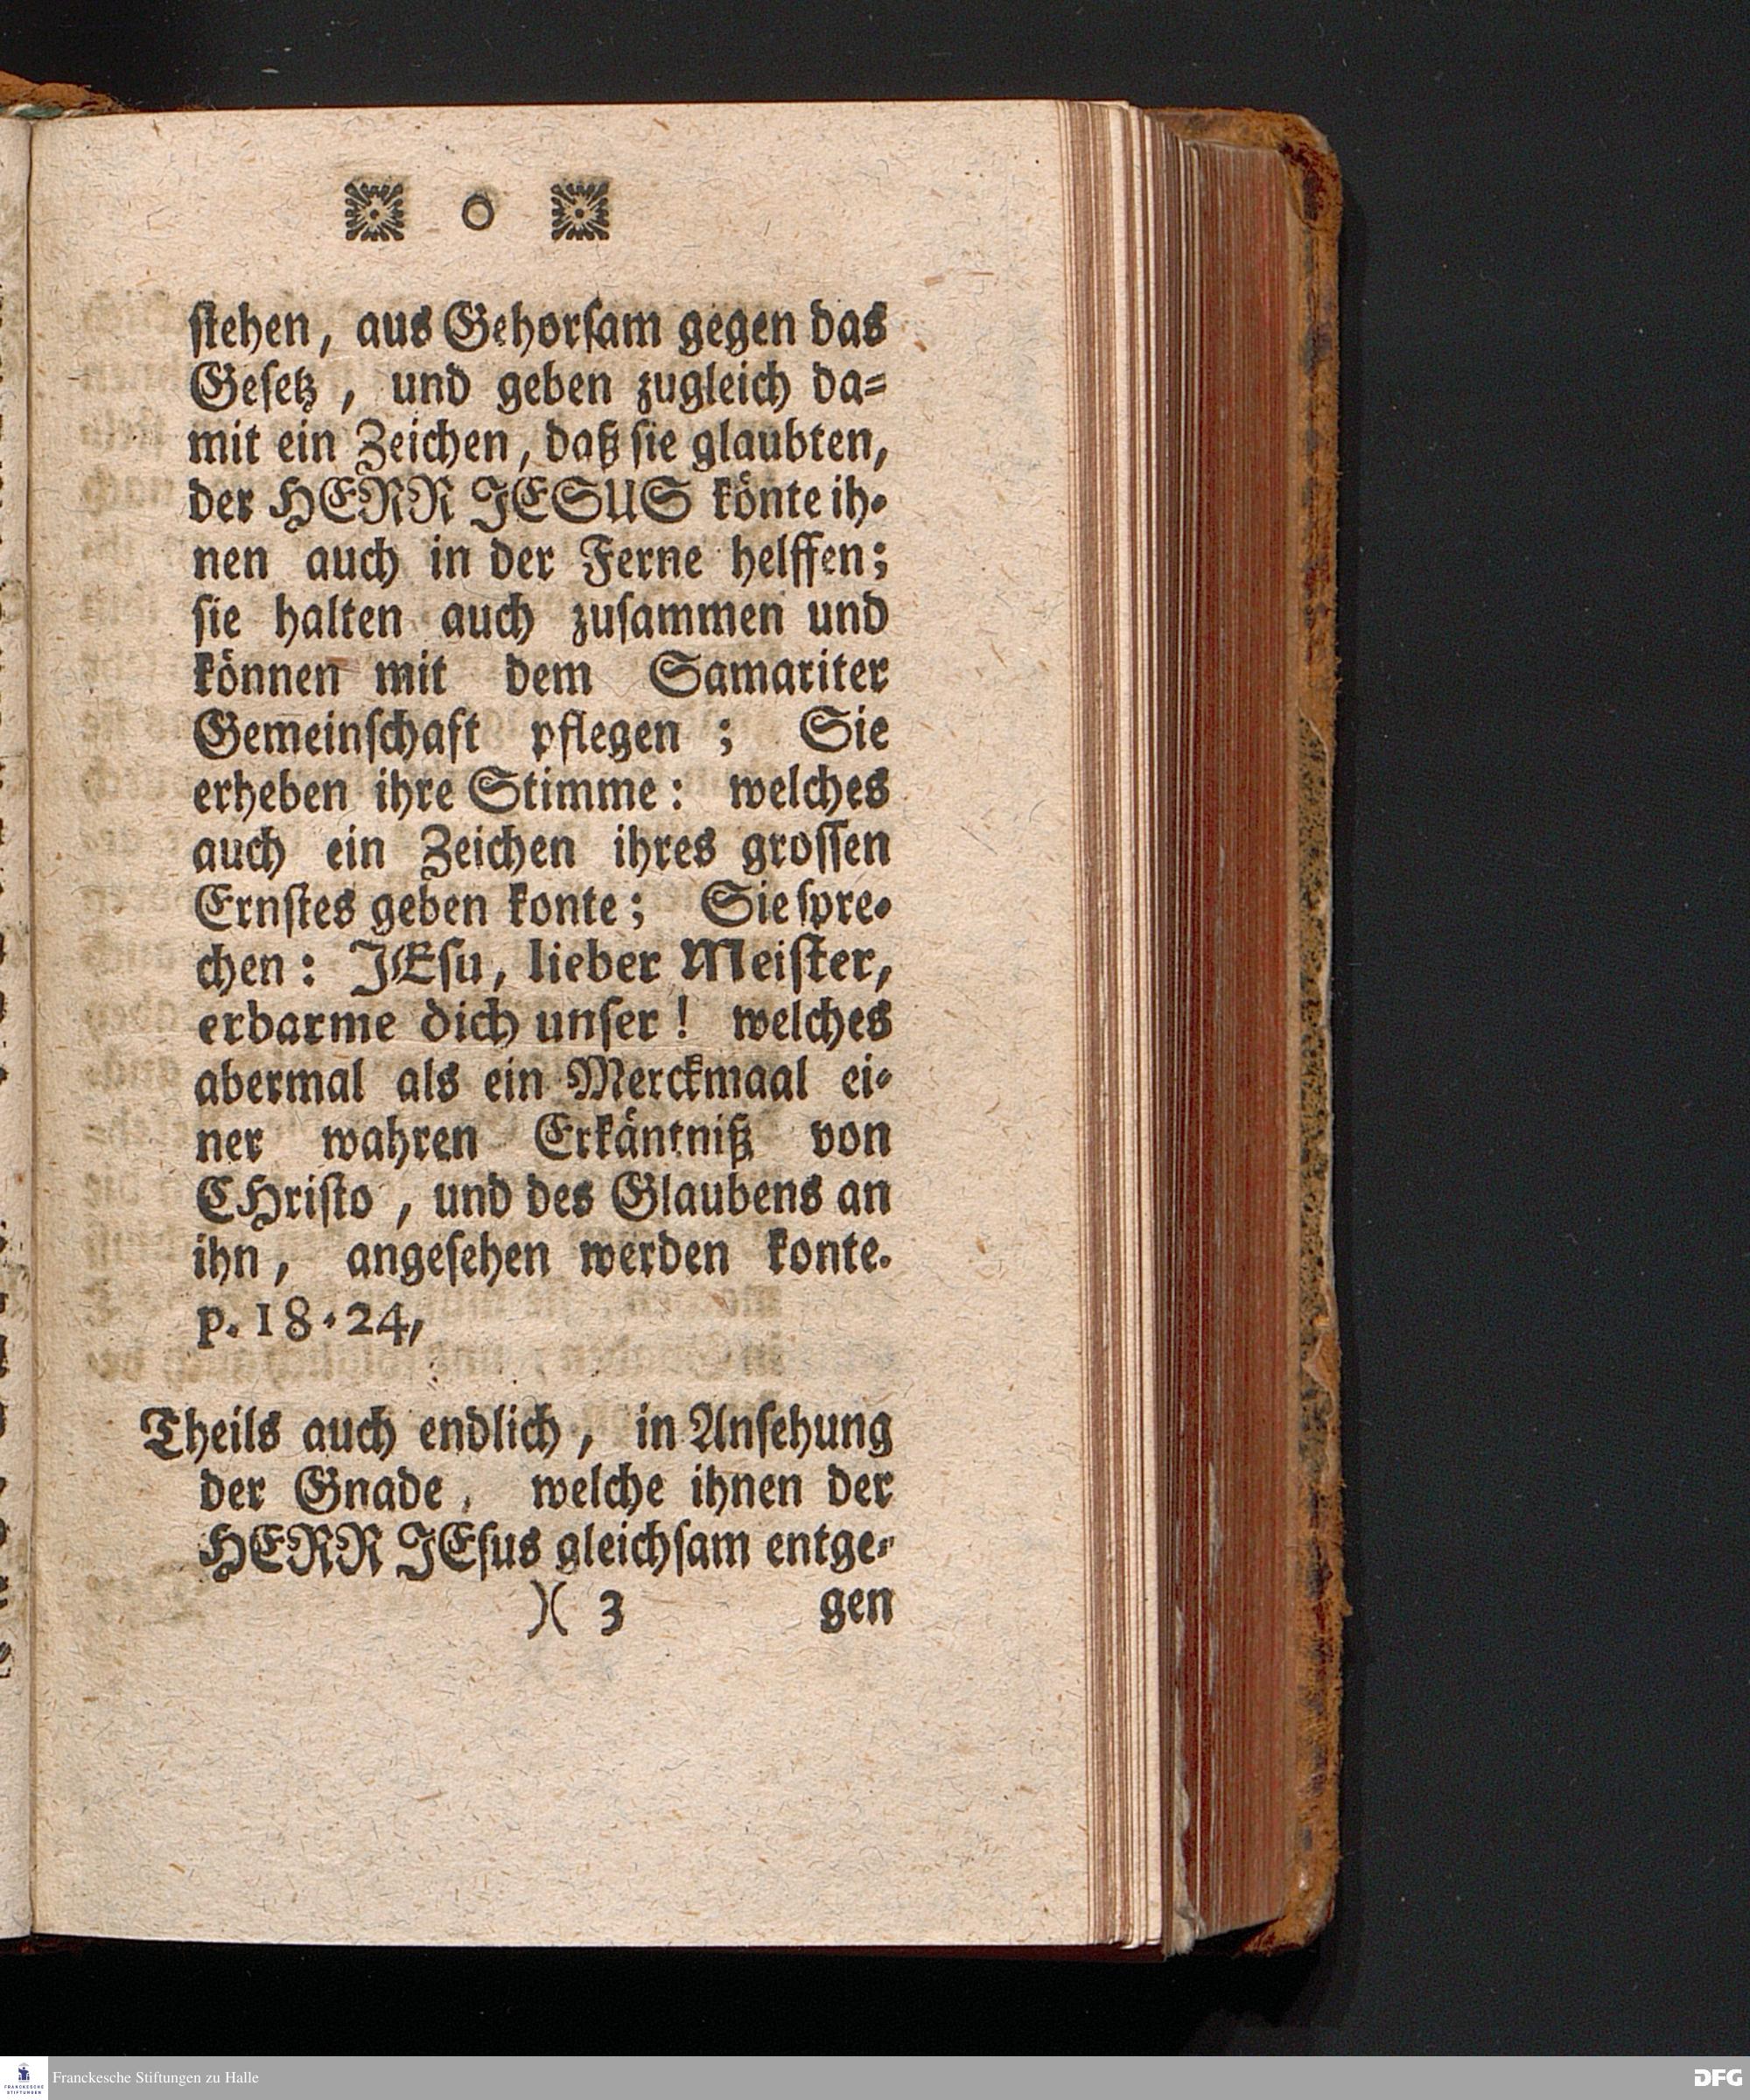 o
stehen, aus Gehorsam gegen das
Gesetz, und geben zugleich da-
mit ein Zeichen, daß sie glaubten,
der HERR JESUS könte ih-
nen auch in der Ferne helffen;
sie halten auch zusammen und
können mit dem Samariter
Gemeinschaft pflegen; Sie
erheben ihre Stimme: welches
auch ein Zeichen ihres grossen
Ernstes geben konte; Sie spre-
chen: JEsu, lieber Meister,
erbarme dich unser! welches
abermal als ein Merckmaal ei-
ner wahren Erkäntniß von
CHristo, und des Glaubens an
ihn, angesehen werden konte.
p. 18-24,
Theils auch endlich, in Ansehung
der Gnade, welche ihnen der
HERR JEsus gleichsam entge-
)( 3 gen
FRANCKESCHE
STIFTUNGEN
Franckesche Stiftungen zu Halle
DFG